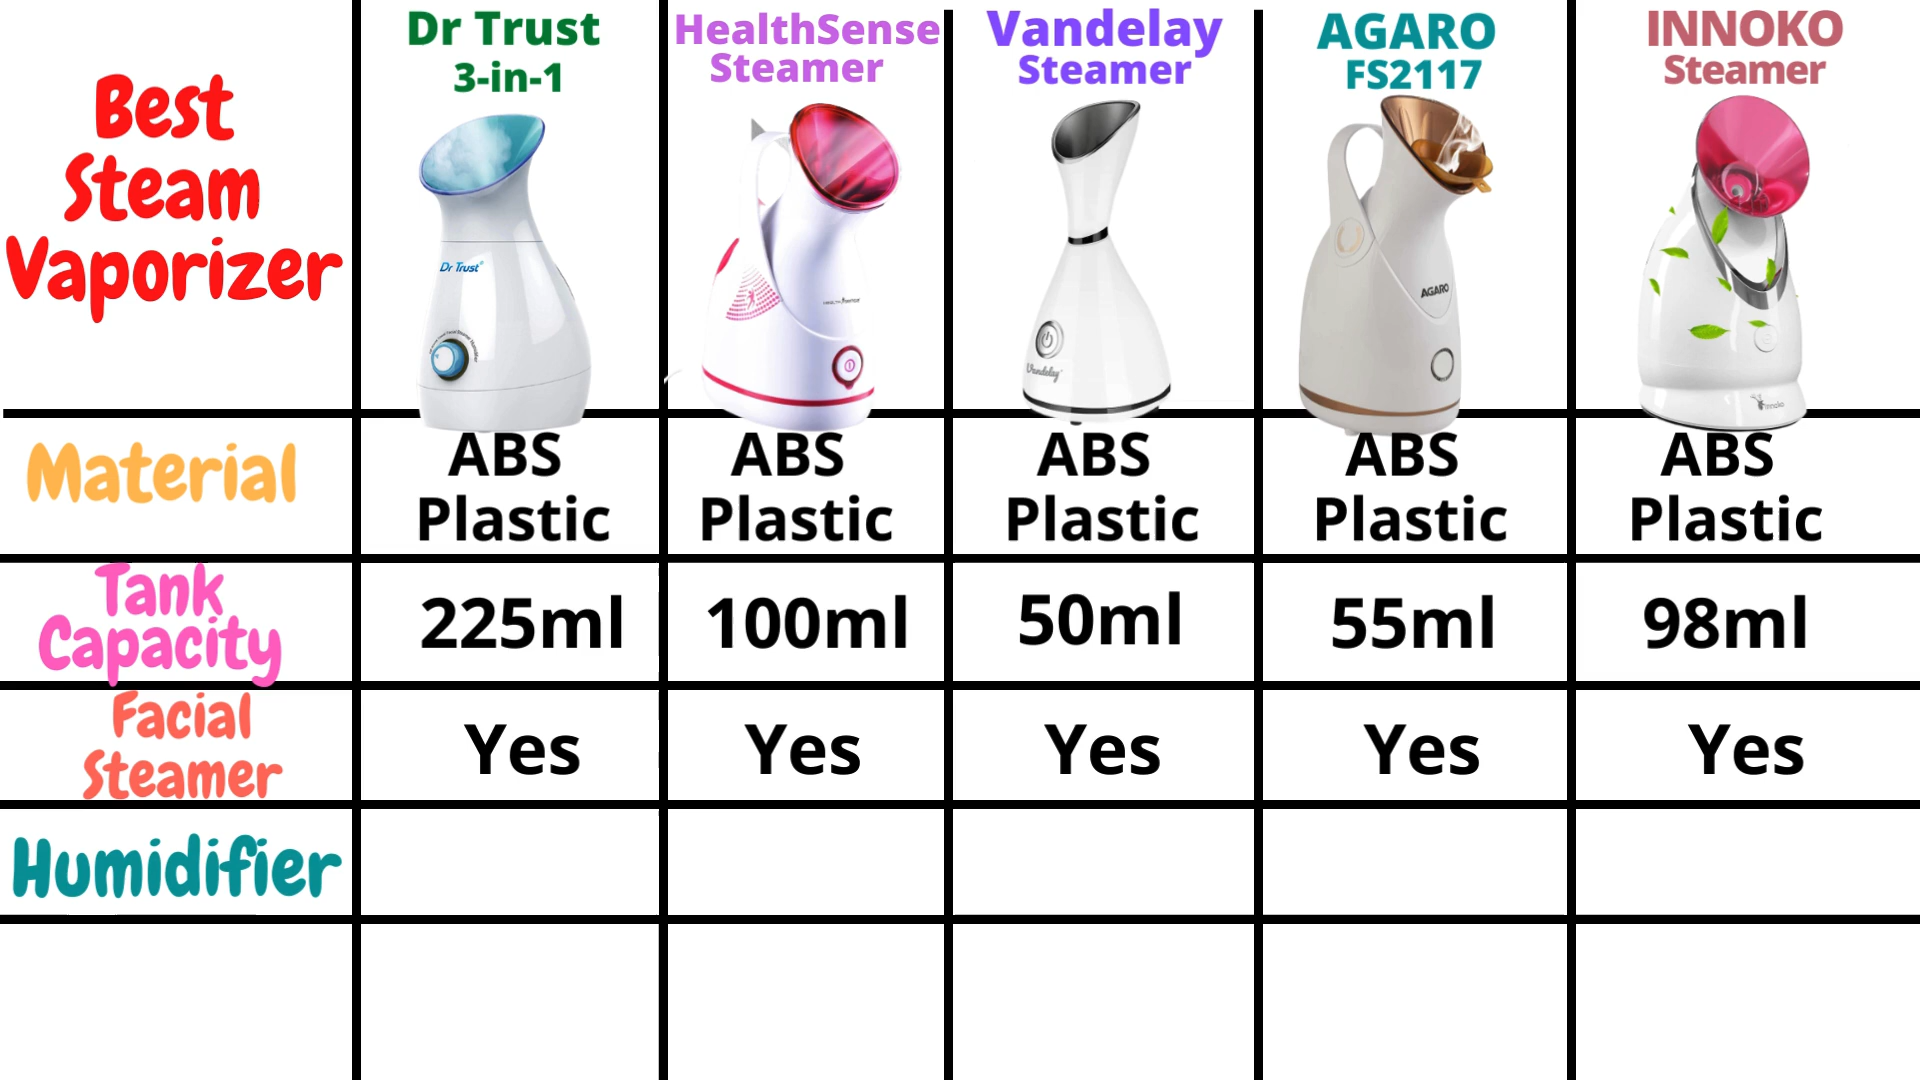 Best
Steam
Vaporizer
Dr Trust
3-in-1
HealthSense
Steamer
Vandelay
Steamer
AGARO
FS2117
INNOKO
Steamer
Dr Trust
Vandelay
AGARO
innoko
Material
ABS
Plastic
ABS
Plastic
ABS
Plastic
ABS
Plastic
ABS
Plastic
Tank
Capacity
225ml
100ml
50ml
55ml
98ml
Facial
Steamer
Yes
Yes
Yes
Yes
Yes
Humidifier